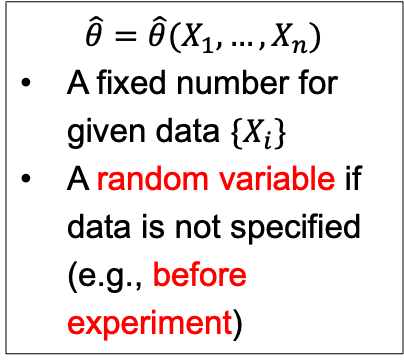 θ̂ = θ̂(X₁, …, Xₙ)
• A fixed number for
given data {Xᵢ}
• A random variable if
data is not specified
(e.g., before
experiment)